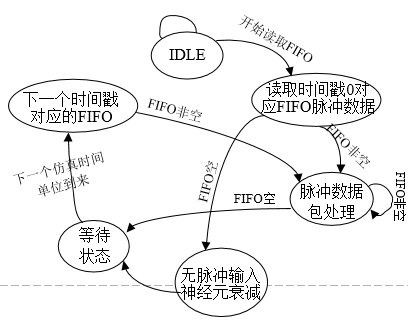 开始读取FIFO
IDLE
读取时间戳0对
应FIFO脉冲数据
下一个时间戳
对应的FIFO
FIFO非空
FIFO非空
FIFO空
下一个仿真时间
单位到来
脉冲数据
包处理
FIFO非空
FIFO空
等待
状态
无脉冲输入
神经元衰减